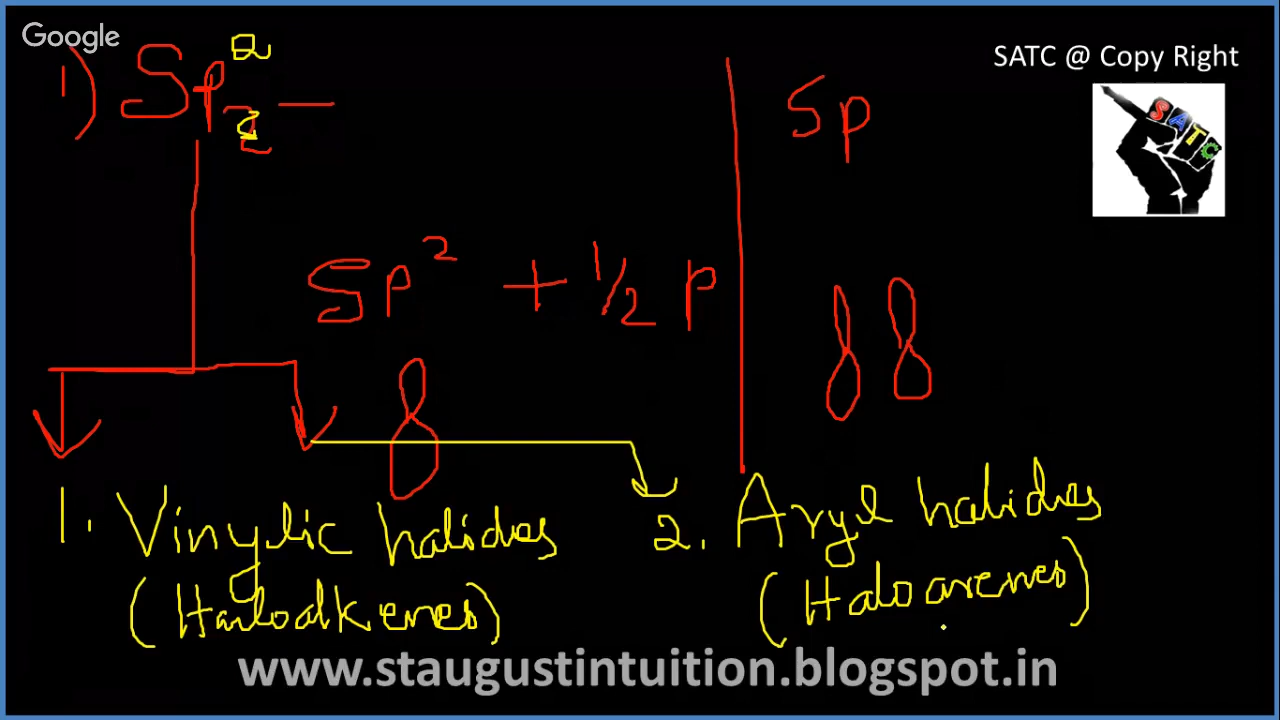 Google
SATC @ Copy Right
SATC
1) Sp² —
Sp
Sp² + 1/2 p
1. Vinylic halides
(Haloalkenes)
2. Aryl halides
(Haloarenes)
www.staugustintuition.blogspot.in